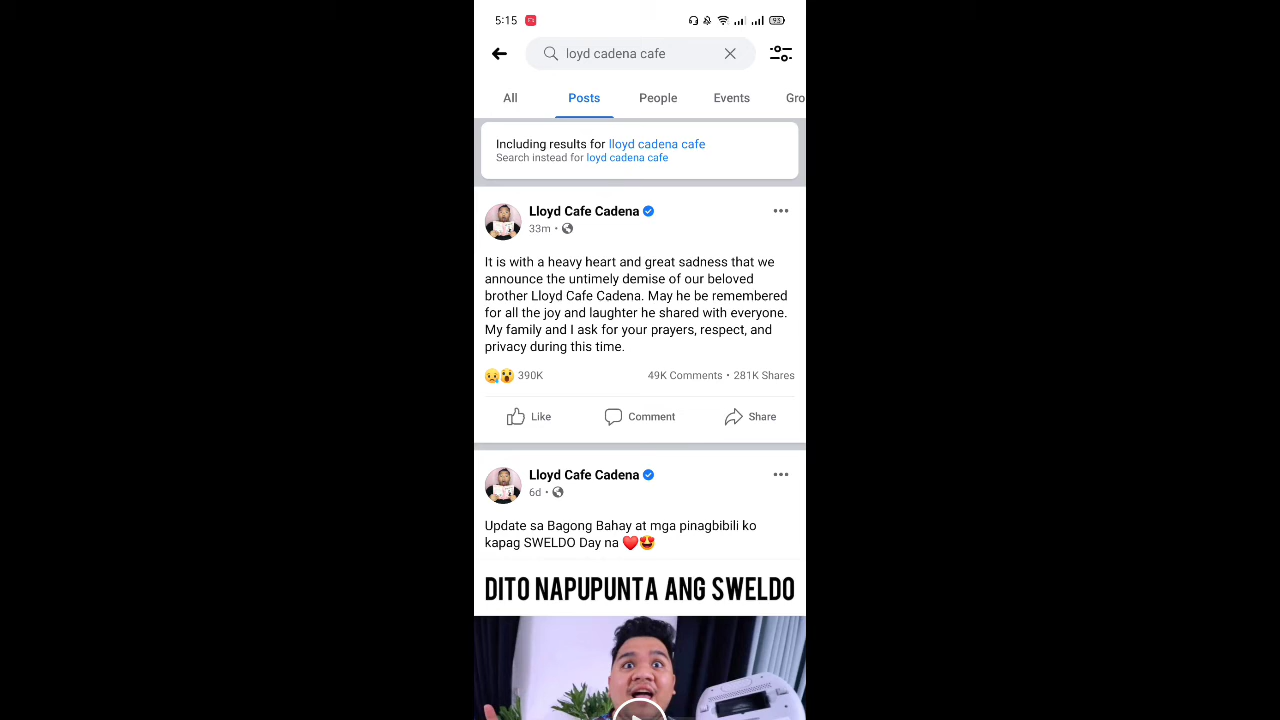 5:15
93
loyd cadena cafe
All
Posts
People
Events
Gro
Including results for lloyd cadena cafe
Search instead for loyd cadena cafe
Lloyd Cafe Cadena
33m •
It is with a heavy heart and great sadness that we
announce the untimely demise of our beloved
brother Lloyd Cafe Cadena. May he be remembered
for all the joy and laughter he shared with everyone.
My family and I ask for your prayers, respect, and
privacy during this time.
390K
49K Comments • 281K Shares
Like
Comment
Share
Lloyd Cafe Cadena
6d •
Update sa Bagong Bahay at mga pinagbibili ko
kapag SWELDO Day na ♥️😍
DITO NAPUPUNTA ANG SWELDO